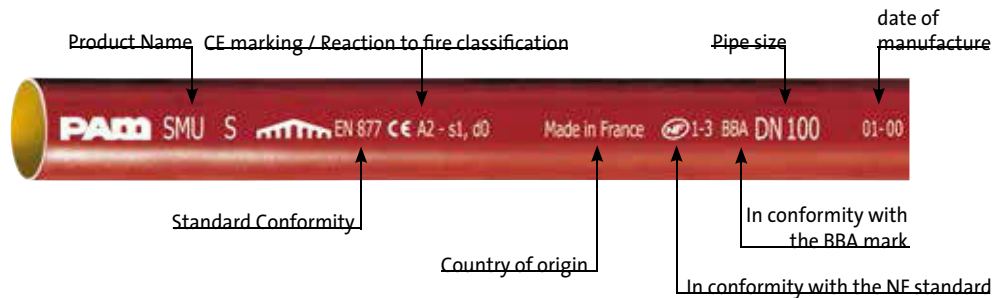 date of
Product Name CE marking / Reaction to fire classification Pipe size manufacture
PAM SMU S EN 877 CE A2 - s1, d0 Made in France NF 1-3 BBA DN 100 01-00
Standard Conformity In conformity with
the BBA mark
Country of origin
In conformity with the NF standard